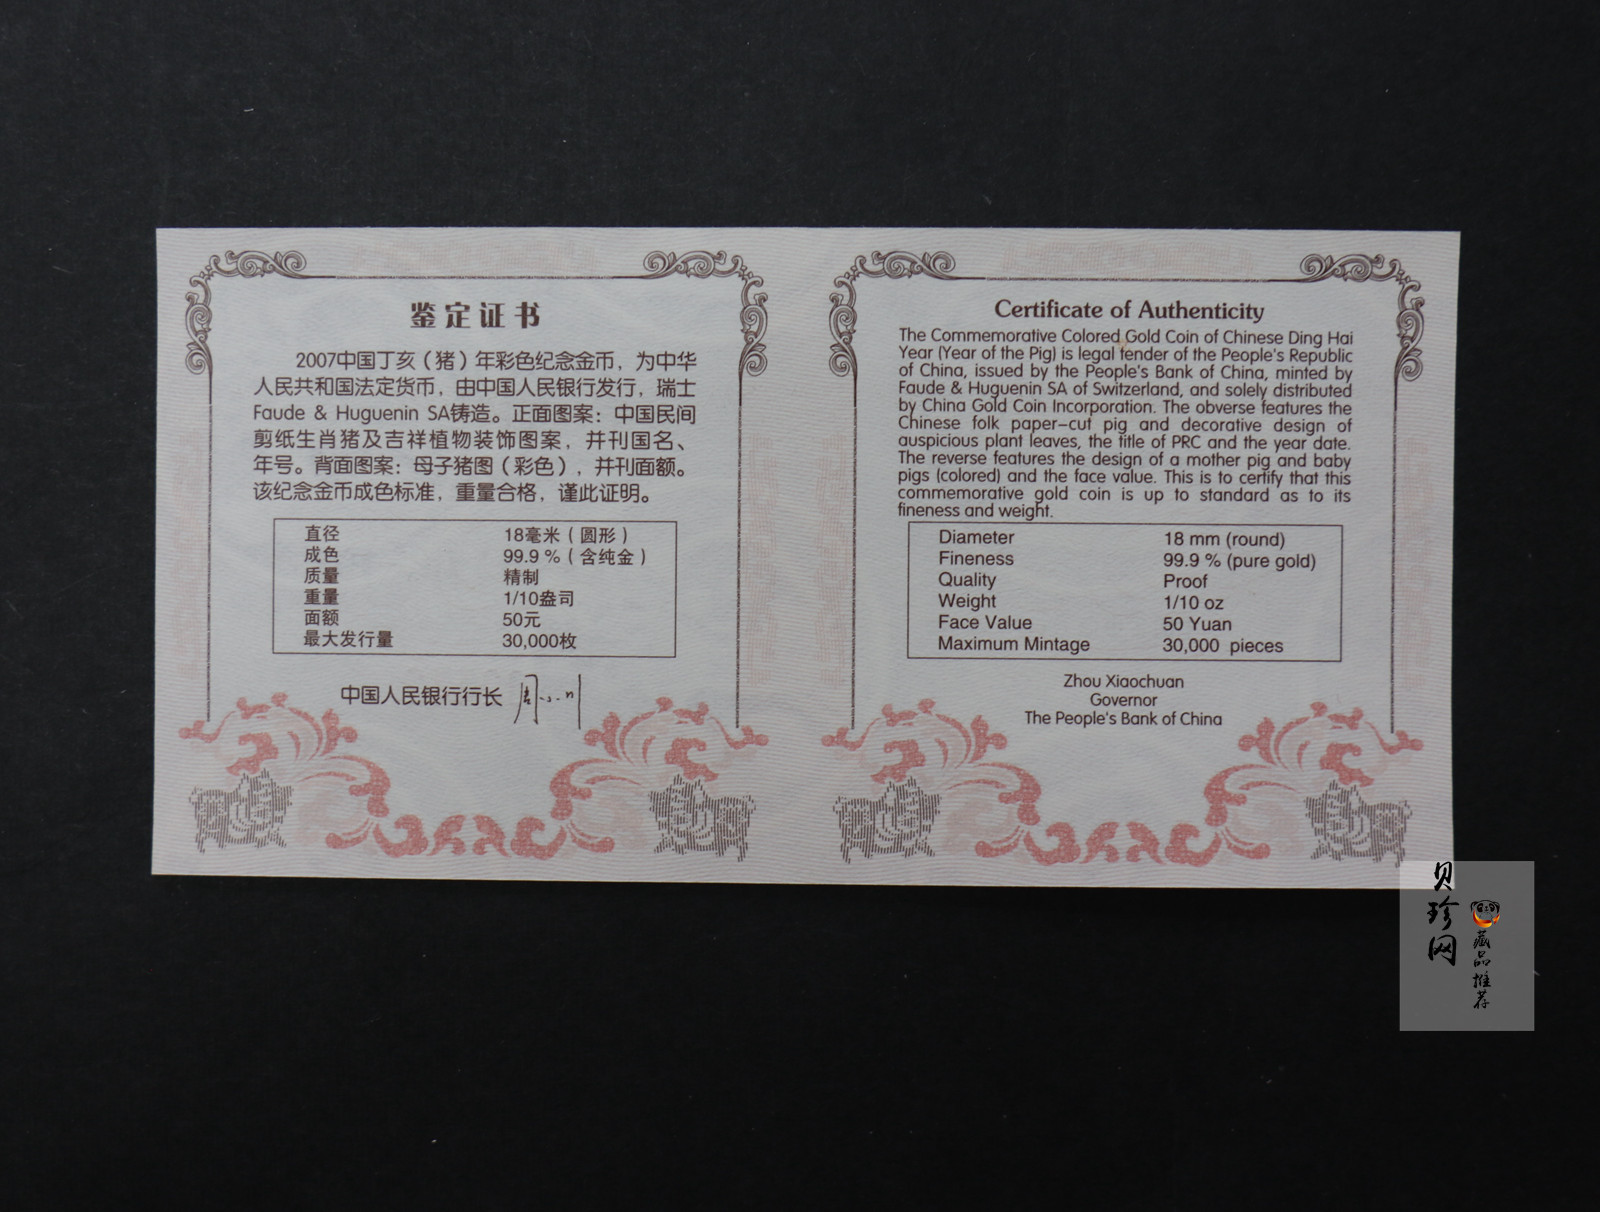 鉴定证书
2007中国丁亥（猪）年彩色纪念金币，为中华
人民共和国法定货币，由中国人民银行发行，瑞士
Faude & Huguenin SA铸造。正面图案：中国民间
剪纸生肖猪及吉祥植物装饰图案，并刊国名、
年号。背面图案：母子猪图（彩色），并刊面额。
该纪念金币成色标准，重量合格，谨此证明。
直径 18毫米（圆形）
成色 99.9 %（含纯金）
质量 精制
重量 1/10盎司
面额 50元
最大发行量 30,000枚
中国人民银行行长 周小川
Certificate of Authenticity
The Commemorative Colored Gold Coin of Chinese Ding Hai
Year (Year of the Pig) is legal tender of the People's Republic
of China, issued by the People's Bank of China, minted by
Faude & Huguenin SA of Switzerland, and solely distributed
by China Gold Coin Incorporation. The obverse features the
Chinese folk paper-cut pig and decorative design of
auspicious plant leaves, the title of PRC and the year date.
The reverse features the design of a mother pig and baby
pigs (colored) and the face value. This is to certify that this
commemorative gold coin is up to standard as to its
fineness and weight.
Diameter 18 mm (round)
Fineness 99.9 % (pure gold)
Quality Proof
Weight 1/10 oz
Face Value 50 Yuan
Maximum Mintage 30,000 pieces
Zhou Xiaochuan
Governor
The People's Bank of China
贝珍网
藏品推荐